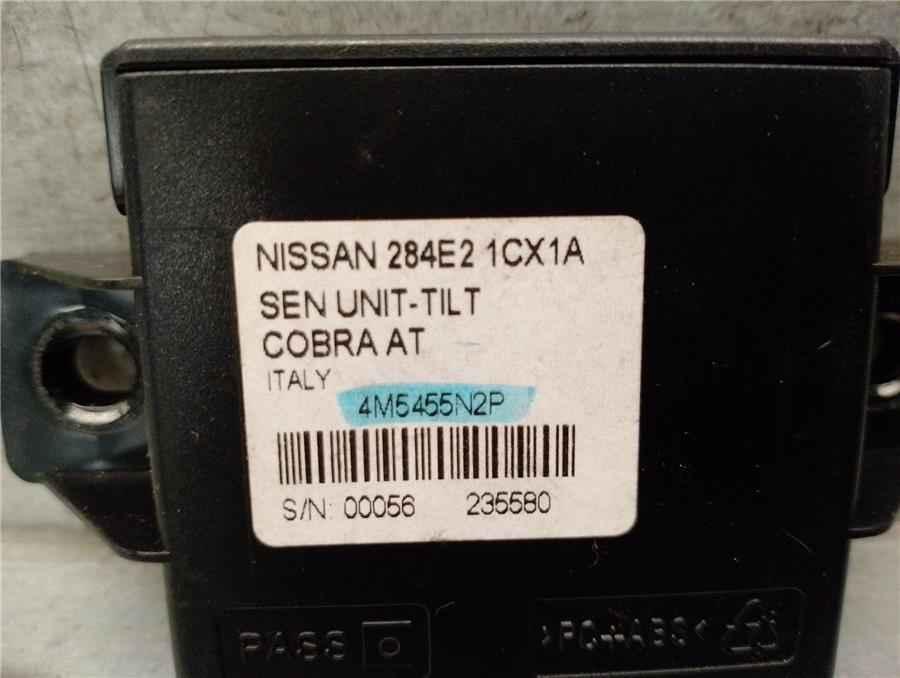 NISSAN 284E2 1CX1A
SEN UNIT-TILT
COBRA AT
ITALY
4M5455N2P
S/N: 00056 235580
PASS
>PC+ABS<